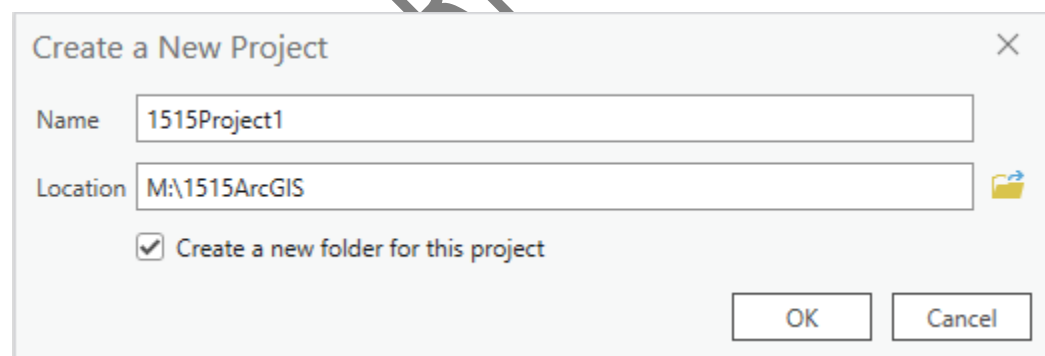 Create a New Project
Name 1515Project1
Location M:\1515ArcGIS
Create a new folder for this project
OK Cancel